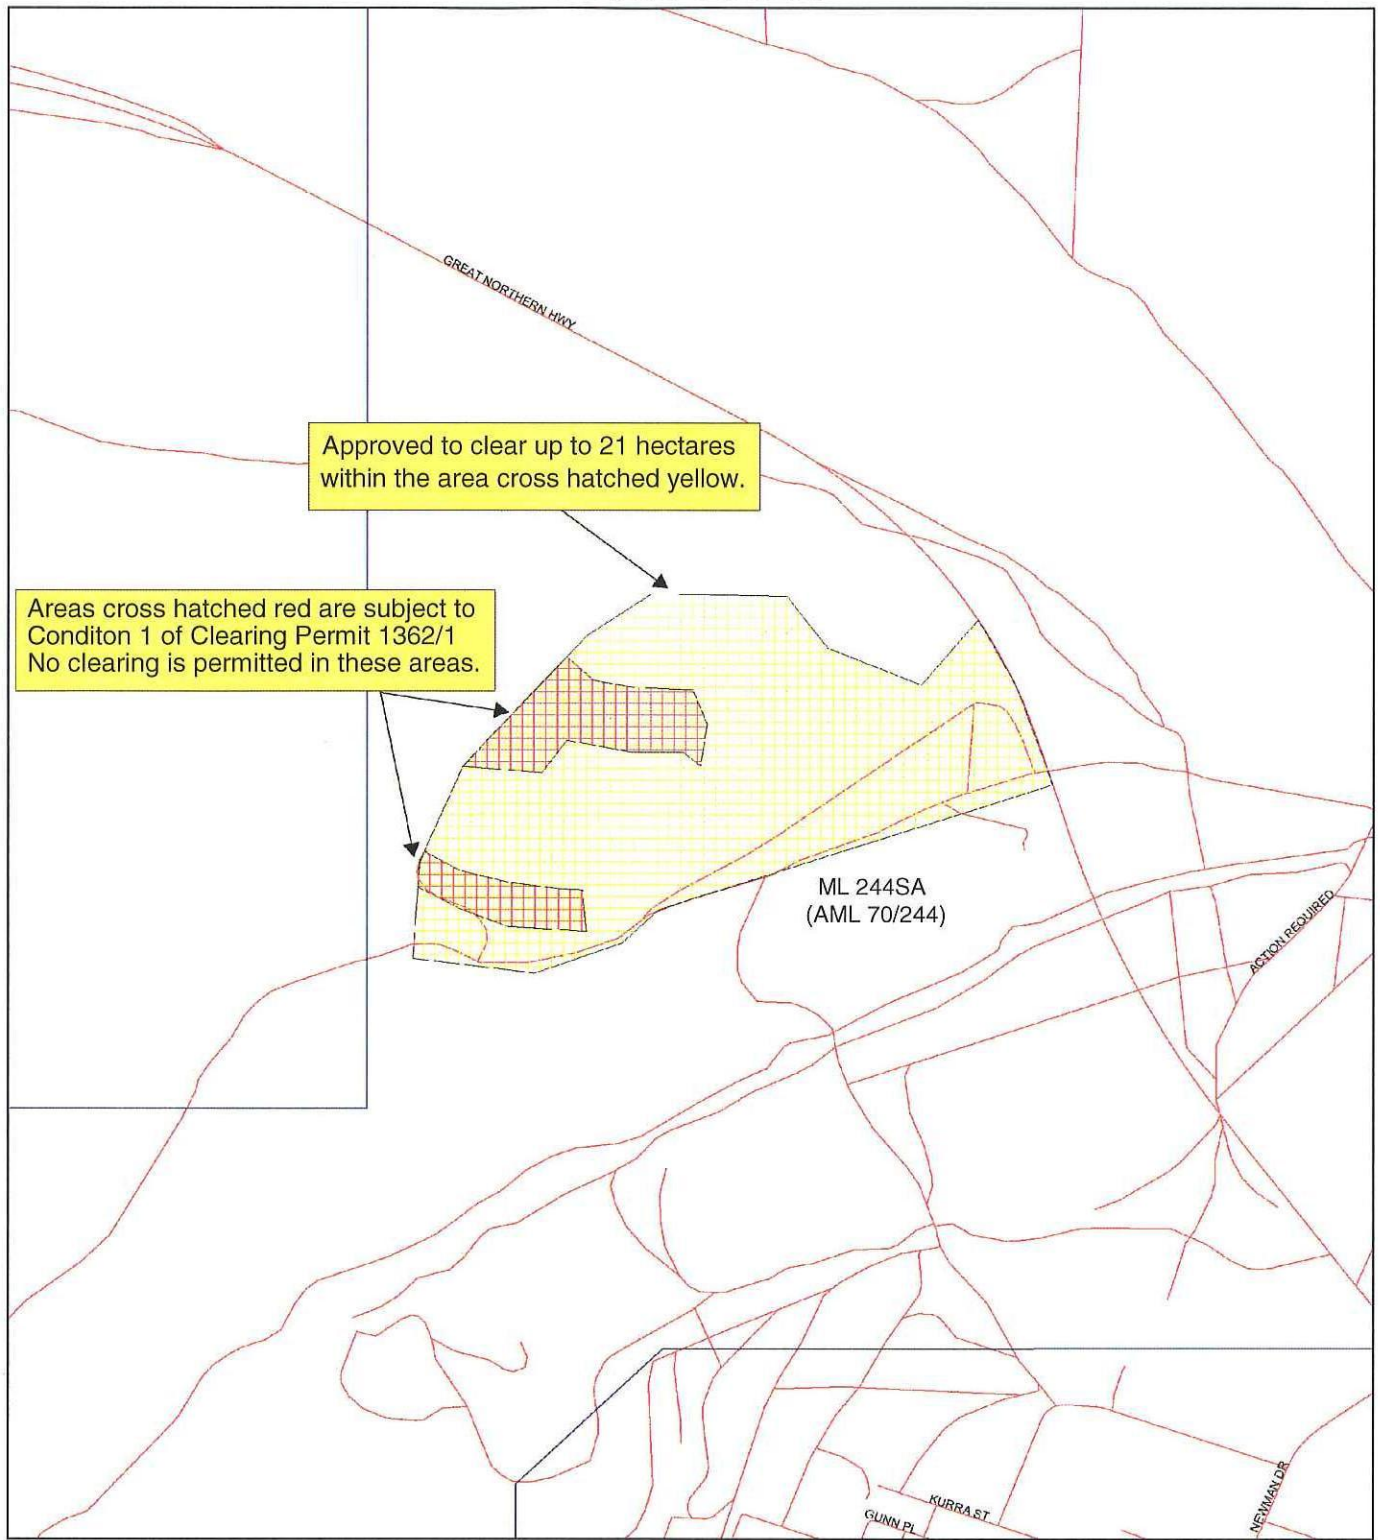 GREAT NORTHERN HWY
Approved to clear up to 21 hectares
within the area cross hatched yellow.
Areas cross hatched red are subject to
Conditon 1 of Clearing Permit 1362/1
No clearing is permitted in these areas.
ML 244SA
(AML 70/244)
ACTION REQUIRED
KURRA ST
GUNN PL
NEWMAN DR